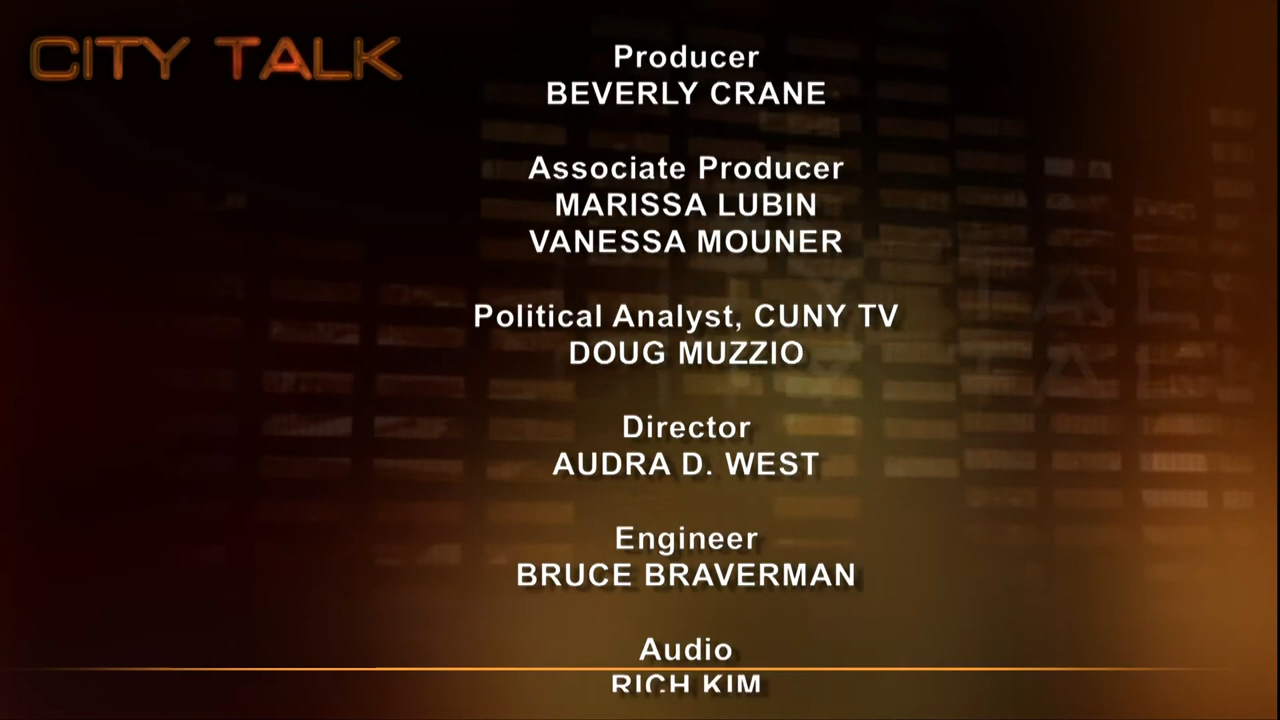 CITY TALK
Producer
BEVERLY CRANE
Associate Producer
MARISSA LUBIN
VANESSA MOUNER
Political Analyst, CUNY TV
DOUG MUZZIO
Director
AUDRA D. WEST
Engineer
BRUCE BRAVERMAN
Audio
RICH KIM